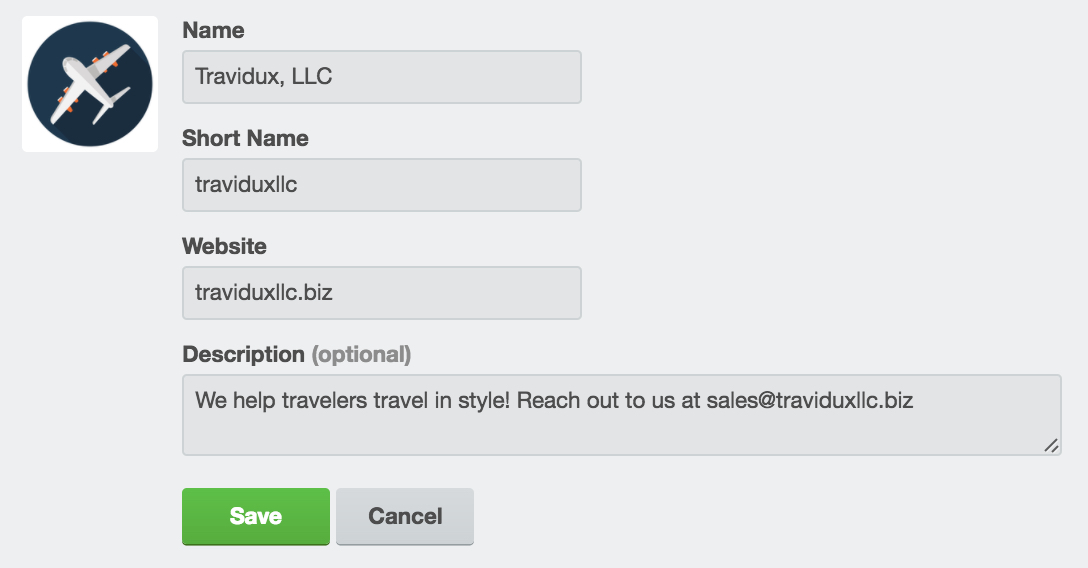 Name
Travidux, LLC
Short Name
traviduxllc
Website
traviduxllc.biz
Description (optional)
We help travelers travel in style! Reach out to us at sales@traviduxllc.biz
Save Cancel